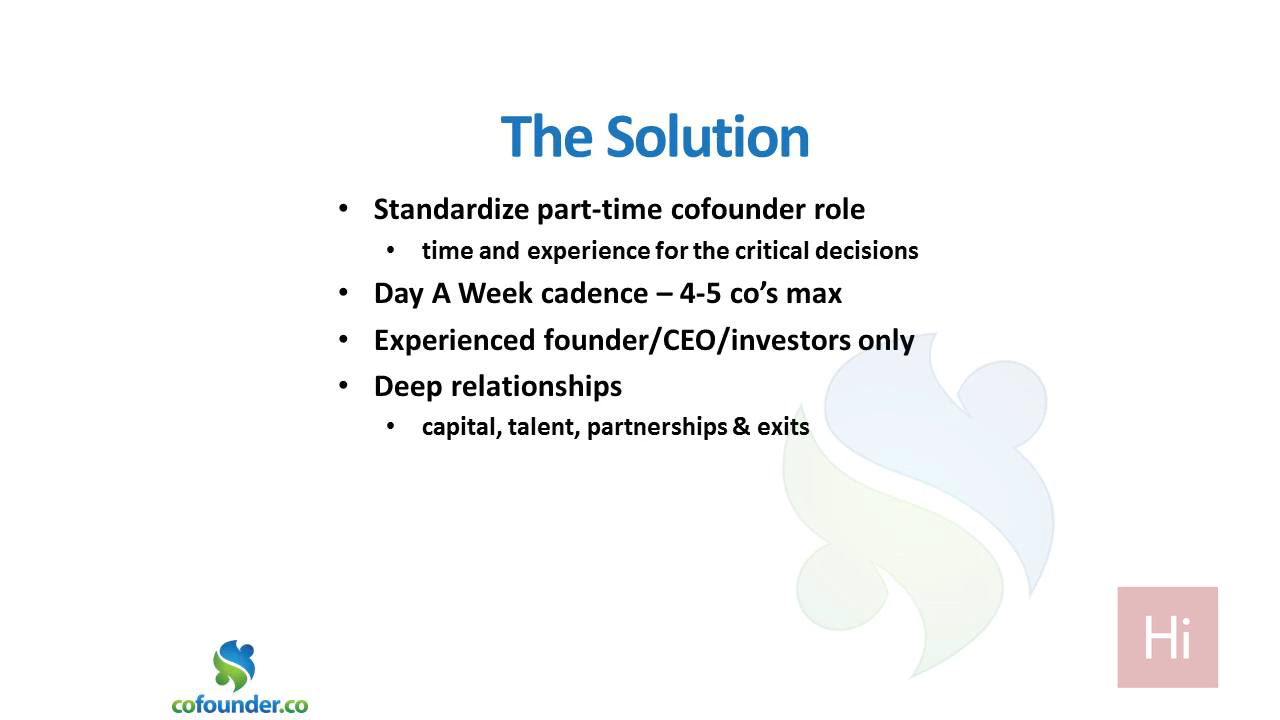 The Solution
• Standardize part-time cofounder role
• time and experience for the critical decisions
• Day A Week cadence – 4-5 co’s max
• Experienced founder/CEO/investors only
• Deep relationships
• capital, talent, partnerships & exits
Hi
cofounder.co